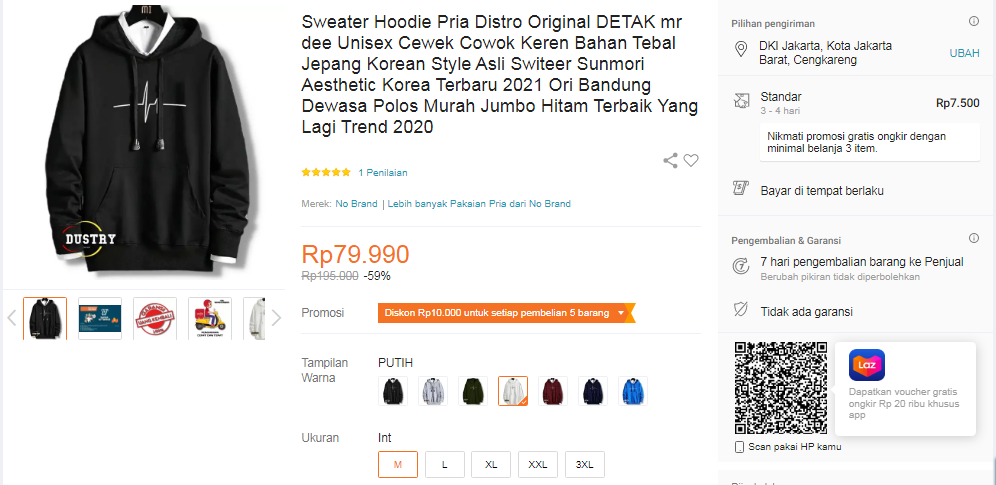 MI
DUSTRY
Sweater Hoodie Pria Distro Original DETAK mr
dee Unisex Cewek Cowok Keren Bahan Tebal
Jepang Korean Style Asli Switeer Sunmori
Aesthetic Korea Terbaru 2021 Ori Bandung
Dewasa Polos Murah Jumbo Hitam Terbaik Yang
Lagi Trend 2020
1 Penilaian
Merek: No Brand | Lebih banyak Pakaian Pria dari No Brand
Rp79.990
Rp195.000 -59%
Promosi
Diskon Rp10.000 untuk setiap pembelian 5 barang
Tampilan Warna
PUTIH
Ukuran
Int
M
L
XL
XXL
3XL
Pilihan pengiriman
DKI Jakarta, Kota Jakarta
Barat, Cengkareng
UBAH
Standar
Rp7.500
3 - 4 hari
Nikmati promosi gratis ongkir dengan
minimal belanja 3 item.
Bayar di tempat berlaku
Pengembalian & Garansi
7 hari pengembalian barang ke Penjual
Berubah pikiran tidak diperbolehkan
Tidak ada garansi
Laz
Dapatkan voucher gratis
ongkir Rp 20 ribu khusus
app
Scan pakai HP kamu